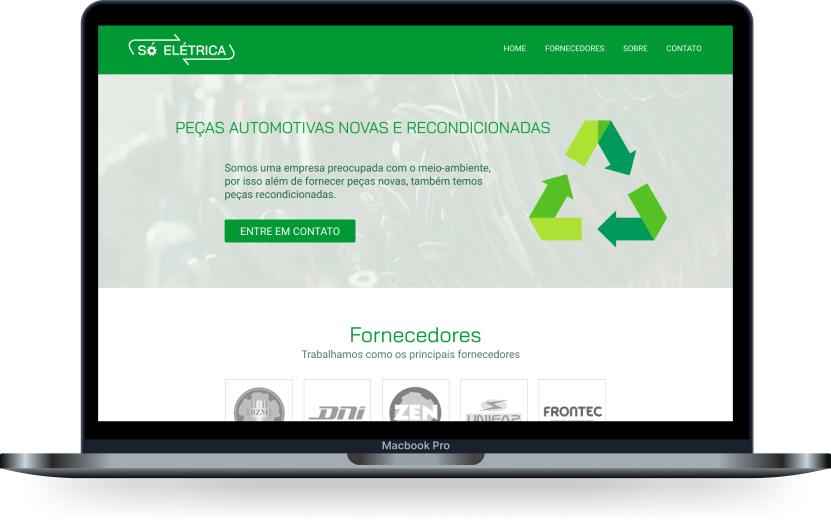 SÓ ELÉTRICA
HOME FORNECEDORES SOBRE CONTATO
PEÇAS AUTOMOTIVAS NOVAS E RECONDICIONADAS
Somos uma empresa preocupada com o meio-ambiente,
por isso além de fornecer peças novas, também temos
peças recondicionadas.
ENTRE EM CONTATO
Fornecedores
Trabalhamos como os principais fornecedores
BZM DNI ZEN UNIFAP FRONTEC
Macbook Pro